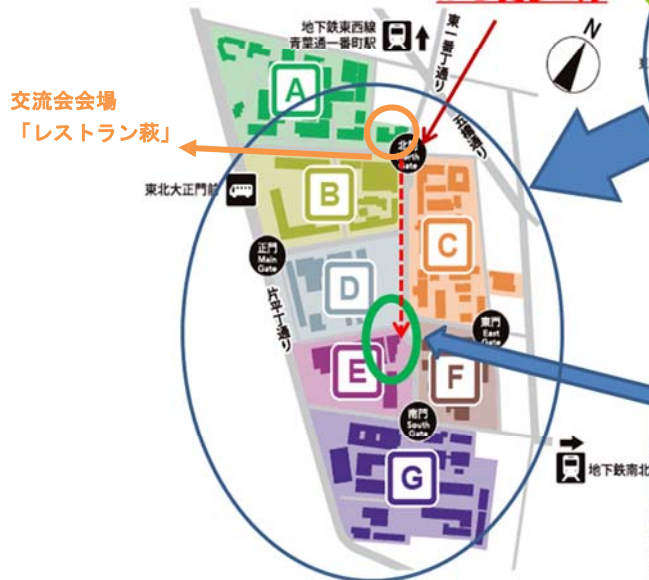 地下鉄東西線
青葉通一番町駅
東一番丁通り
N
交流会会場
「レストラン萩」
A
五橋通り
北門
North
Gate
東北大正門前
B
C
正門
Main
Gate
D
片平丁通り
東門
East
Gate
E
F
南門
South
Gate
G
地下鉄南北